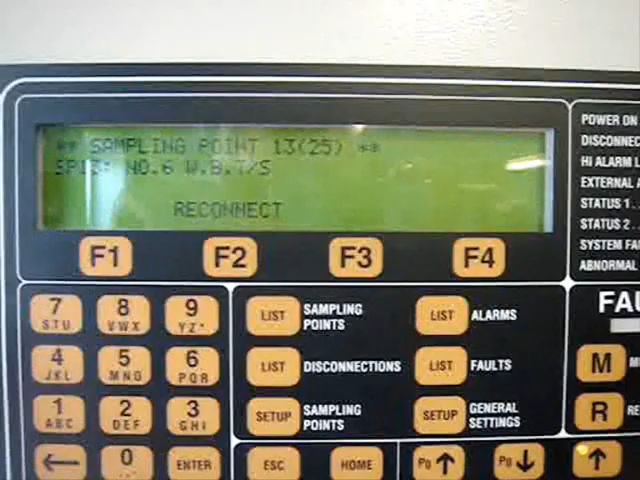 ** SAMPLING POINT 13(25) **
SP13: NO.6 W.B.T/S
RECONNECT
F1 F2 F3 F4
POWER ON
DISCONNEC
HI ALARM L
EXTERNAL A
STATUS 1..
STATUS 2..
SYSTEM FA
ABNORMAL
7 STU 8 VWX 9 YZ*
4 JKL 5 MNO 6 PQR
1 ABC 2 DEF 3 GHI
← 0 ENTER
LIST SAMPLING POINTS LIST ALARMS
LIST DISCONNECTIONS LIST FAULTS
SETUP SAMPLING POINTS SETUP GENERAL SETTINGS
ESC HOME Pg ↑ Pg ↓ ↑
FAU
M
R RE